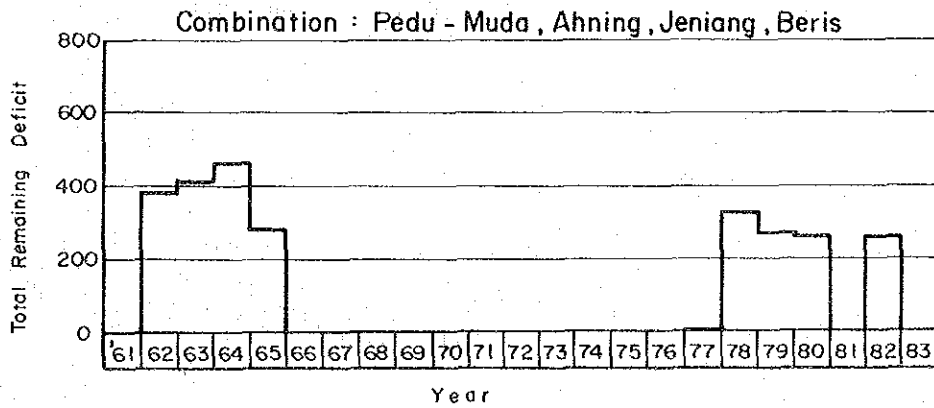 Combination : Pedu - Muda , Ahning , Jeniang , Beris
Total Remaining Deficit
800
600
400
200
0
'61 62 63 64 65 66 67 68 69 70 71 72 73 74 75 76 77 78 79 80 81 82 83
Year